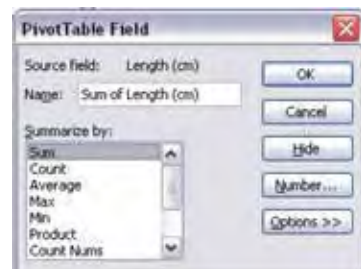 PivotTable Field
Source field: Length (cm)
Name: Sum of Length (cm)
Summarize by:
Sum
Count
Average
Max
Min
Product
Count Nums
OK
Cancel
Hide
Number...
Options >>